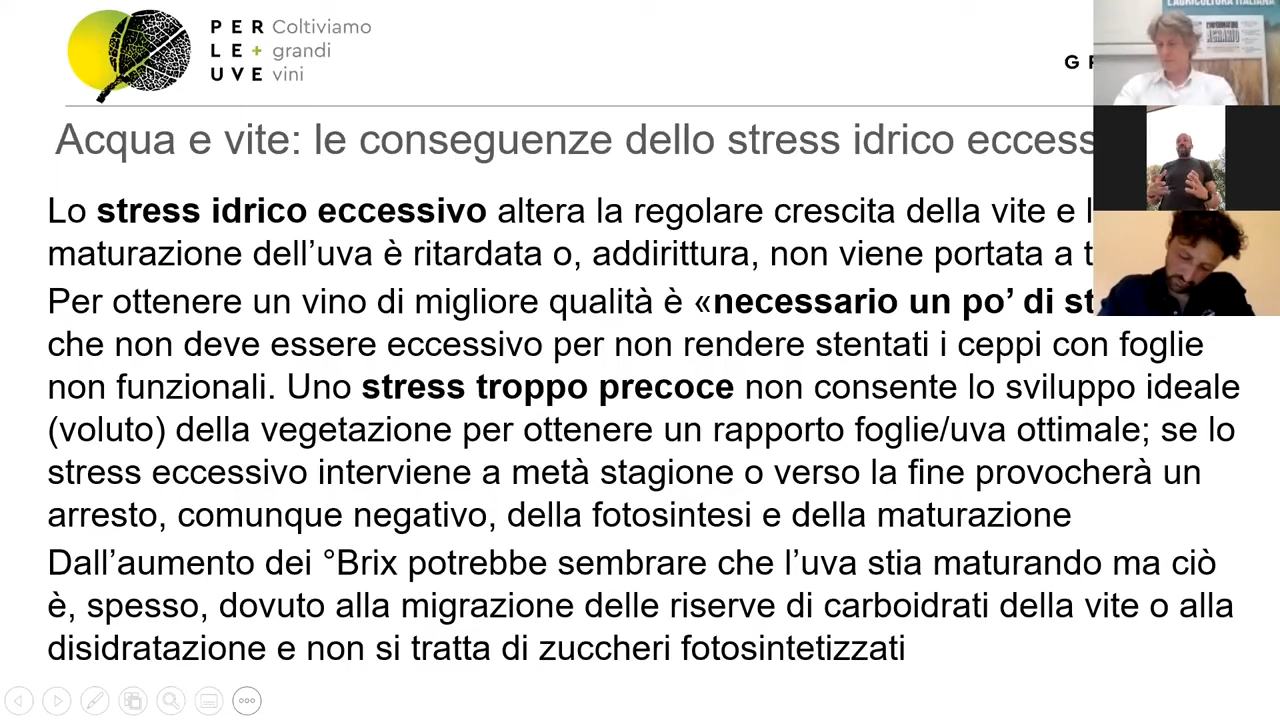 PER Coltiviamo
LE+ grandi
UVE vini
L'AGRICOLTURA ITALIANA
AGRARIO
Acqua e vite: le conseguenze dello stress idrico eccess
Lo stress idrico eccessivo altera la regolare crescita della vite e l
maturazione dell’uva è ritardata o, addirittura, non viene portata a t
Per ottenere un vino di migliore qualità è «necessario un po’ di st
che non deve essere eccessivo per non rendere stentati i ceppi con foglie
non funzionali. Uno stress troppo precoce non consente lo sviluppo ideale
(voluto) della vegetazione per ottenere un rapporto foglie/uva ottimale; se lo
stress eccessivo interviene a metà stagione o verso la fine provocherà un
arresto, comunque negativo, della fotosintesi e della maturazione
Dall’aumento dei °Brix potrebbe sembrare che l’uva stia maturando ma ciò
è, spesso, dovuto alla migrazione delle riserve di carboidrati della vite o alla
disidratazione e non si tratta di zuccheri fotosintetizzati